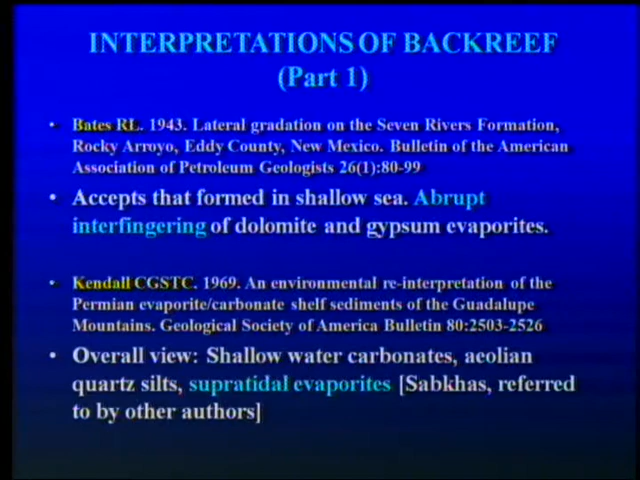 INTERPRETATIONS OF BACKREEF
(Part 1)
• Bates RL. 1943. Lateral gradation on the Seven Rivers Formation,
Rocky Arroyo, Eddy County, New Mexico. Bulletin of the American
Association of Petroleum Geologists 26(1):80-99
• Accepts that formed in shallow sea. Abrupt
interfingering of dolomite and gypsum evaporites.
• Kendall CGSTC. 1969. An environmental re-interpretation of the
Permian evaporite/carbonate shelf sediments of the Guadalupe
Mountains. Geological Society of America Bulletin 80:2503-2526
• Overall view: Shallow water carbonates, aeolian
quartz silts, supratidal evaporites [Sabkhas, referred
to by other authors]